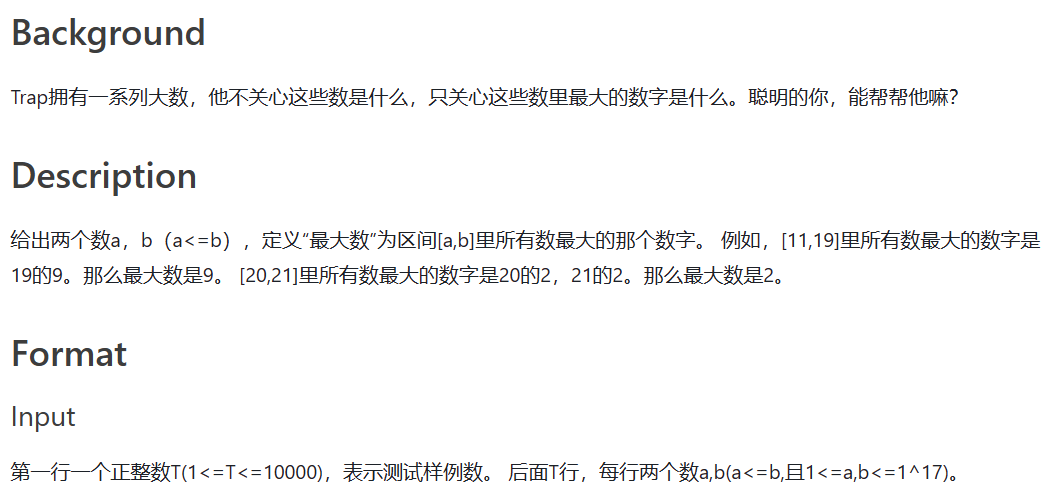 Background
Trap拥有一系列大数，他不关心这些数是什么，只关心这些数里最大的数字是什么。聪明的你，能帮帮他嘛？
Description
给出两个数a，b（a<=b），定义“最大数”为区间[a,b]里所有数最大的那个数字。 例如，[11,19]里所有数最大的数字是
19的9。那么最大数是9。 [20,21]里所有数最大的数字是20的2，21的2。那么最大数是2。
Format
Input
第一行一个正整数T(1<=T<=10000)，表示测试样例数。 后面T行，每行两个数a,b(a<=b,且1<=a,b<=1^17)。